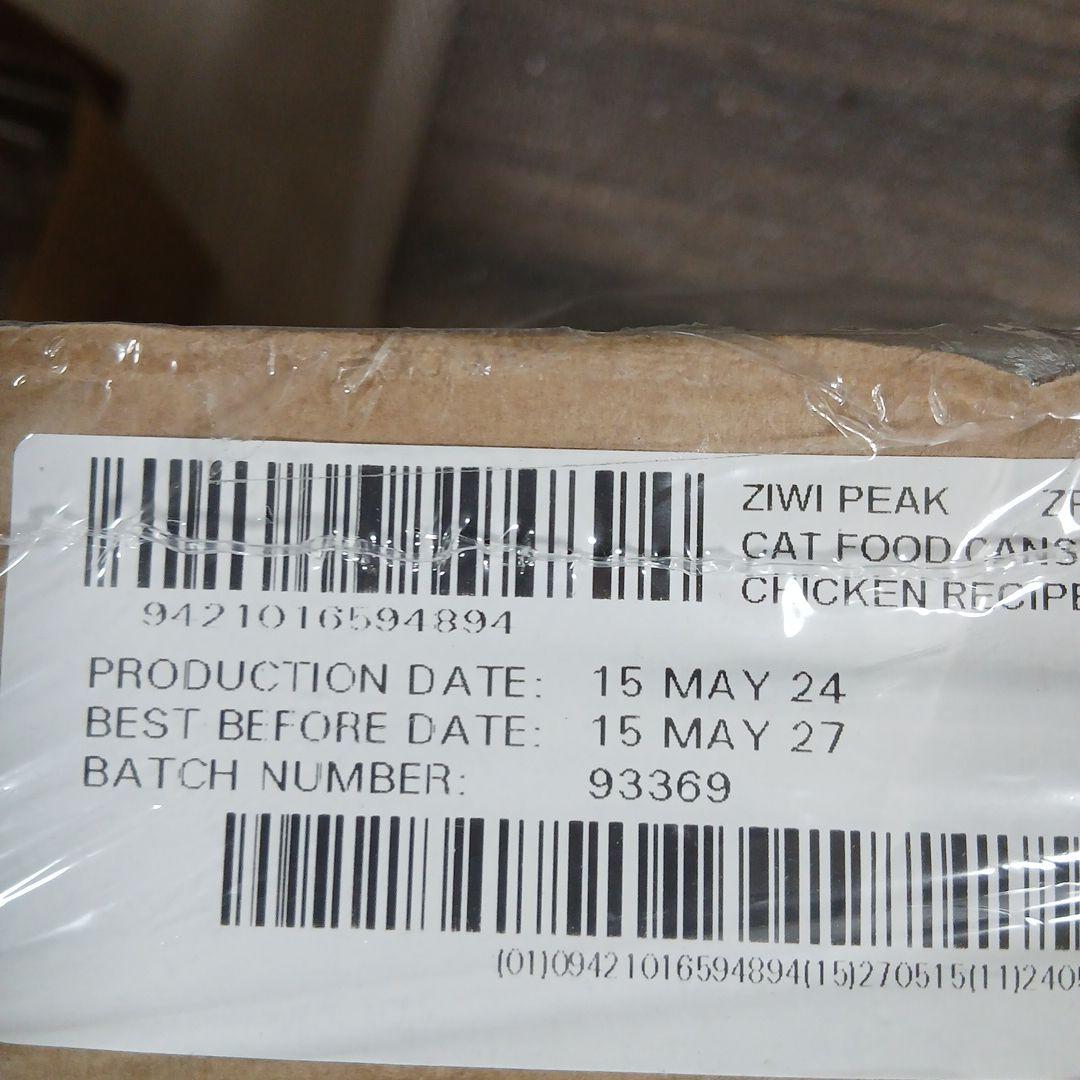 ZIWI PEAK
CAT FOOD CANS
CHICKEN RECIPE
9421016594894
PRODUCTION DATE: 15 MAY 24
BEST BEFORE DATE: 15 MAY 27
BATCH NUMBER: 93369
(01)09421016594894(15)270515(11)240